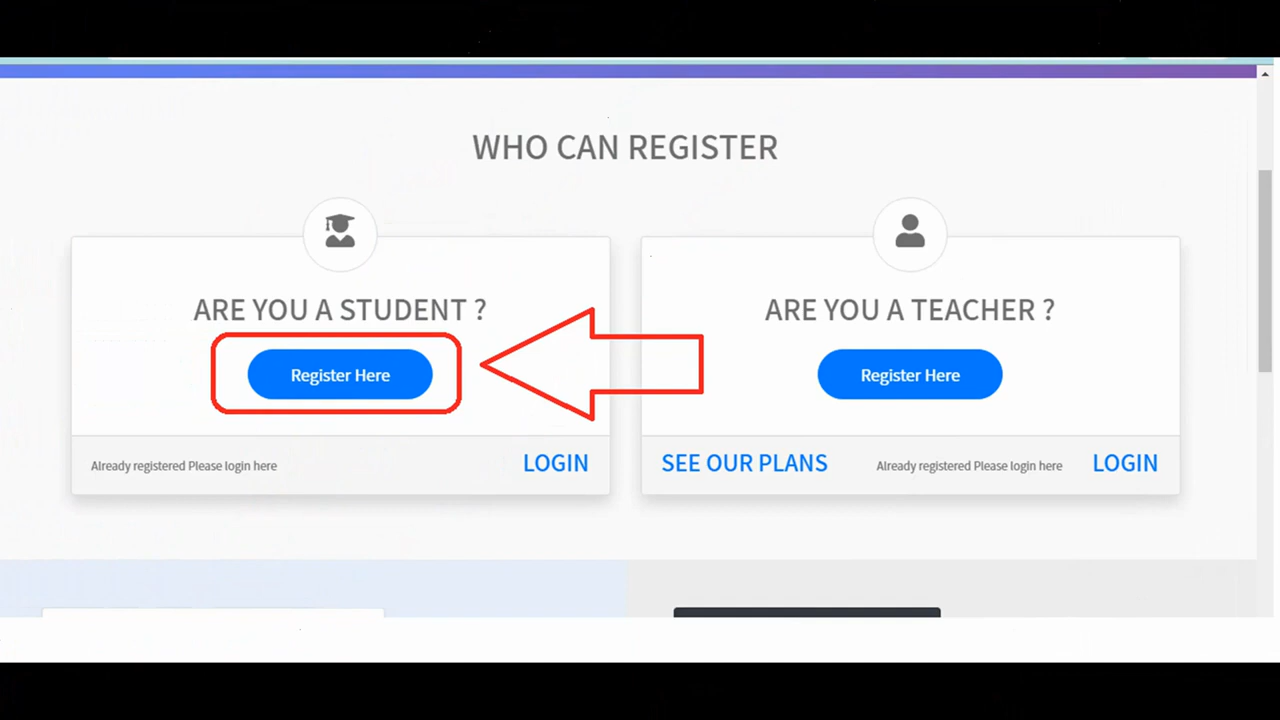 WHO CAN REGISTER
ARE YOU A STUDENT ?
Register Here
Already registered Please login here
LOGIN
ARE YOU A TEACHER ?
Register Here
SEE OUR PLANS
Already registered Please login here
LOGIN